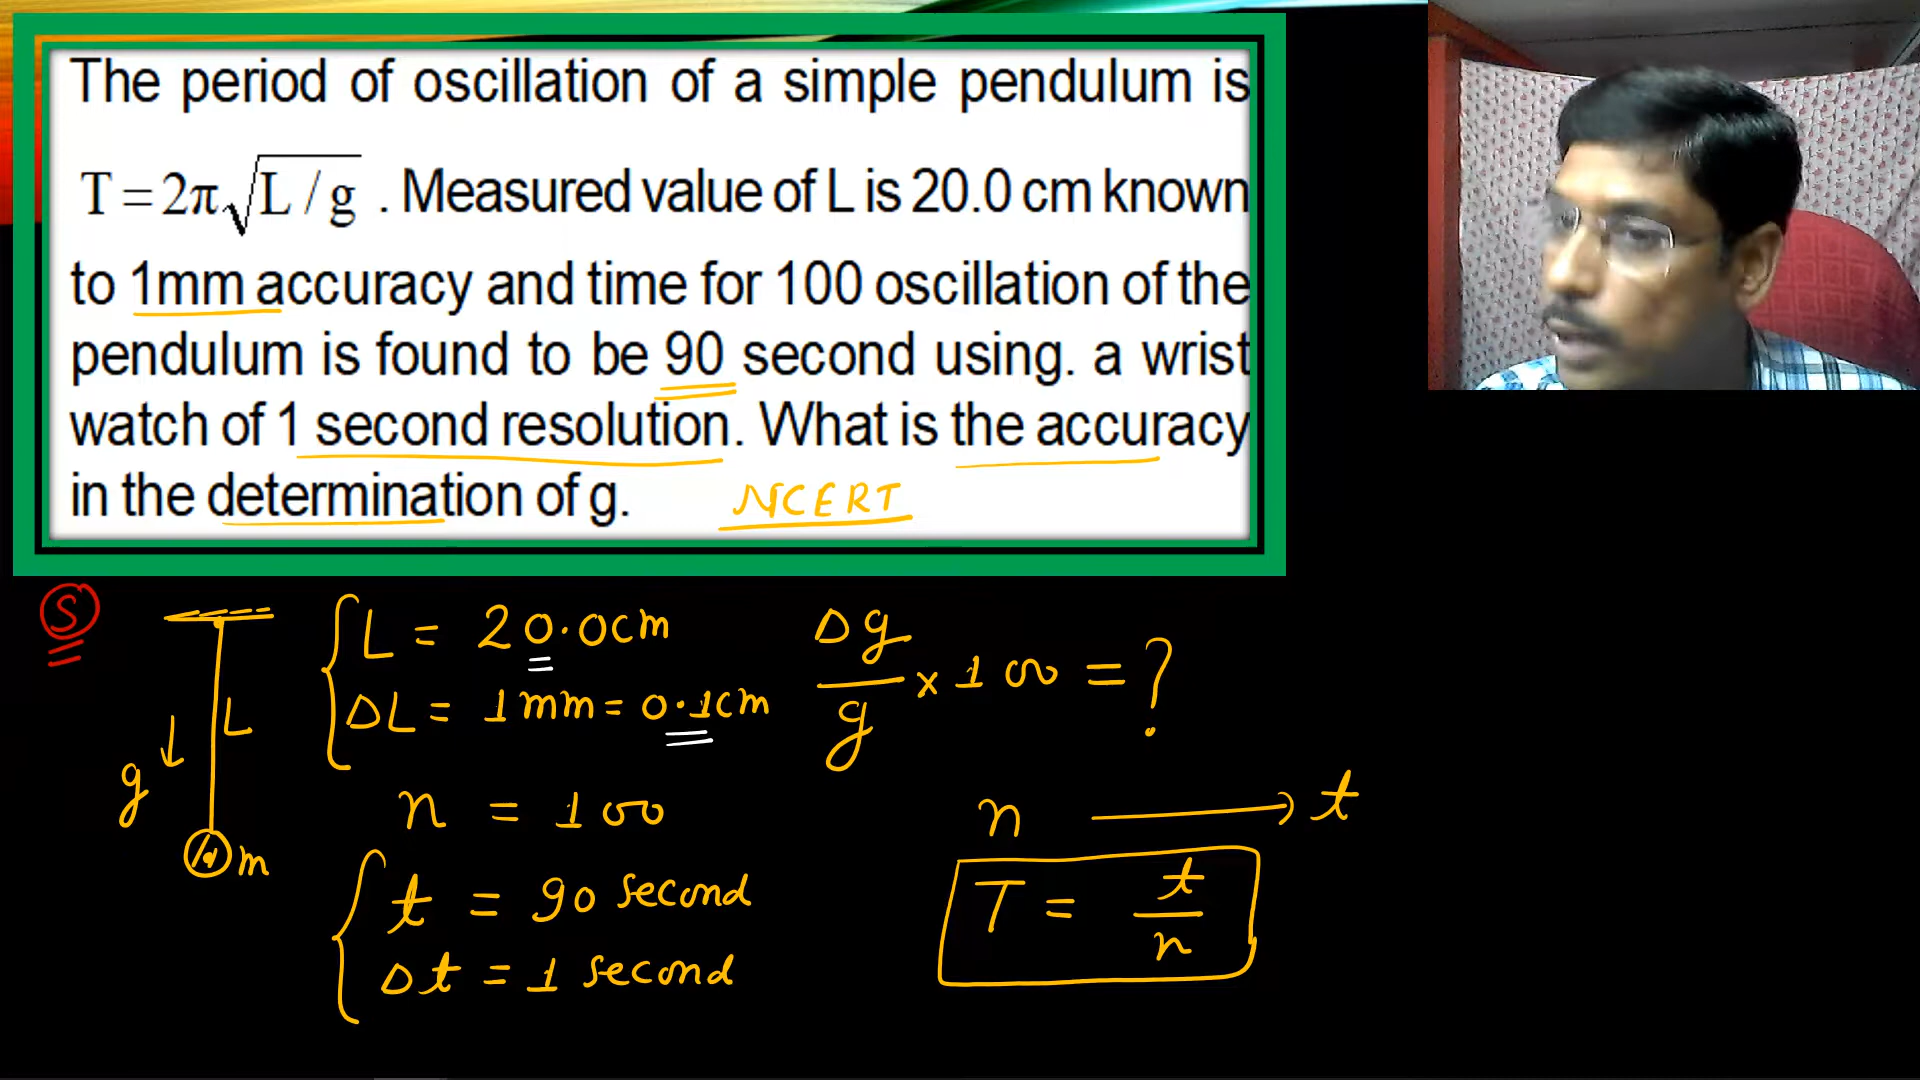 The period of oscillation of a simple pendulum is
T = 2π√L / g . Measured value of L is 20.0 cm known
to 1mm accuracy and time for 100 oscillation of the
pendulum is found to be 90 second using. a wrist
watch of 1 second resolution. What is the accuracy
in the determination of g. NCERT
S
L = 20.0cm
ΔL = 1mm = 0.1cm
Δg/g × 100 = ?
L
g
m
n = 100
n → t
t = 90 second
Δt = 1 second
T = t/n